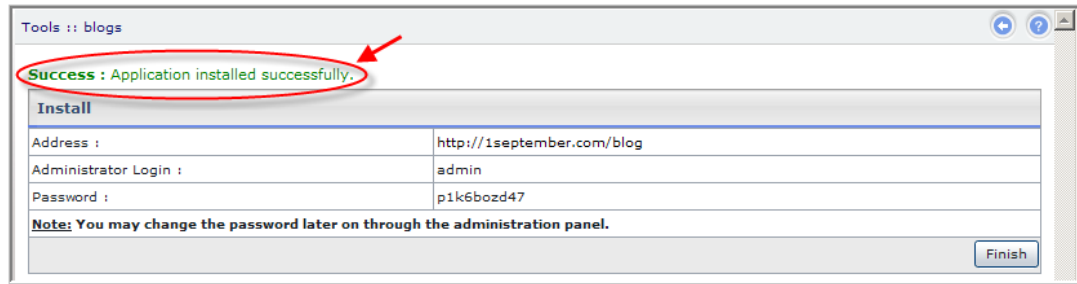 Tools :: blogs
Success : Application installed successfully.
Install
Address : http://1september.com/blog
Administrator Login : admin
Password : p1k6bozd47
Note: You may change the password later on through the administration panel.
Finish